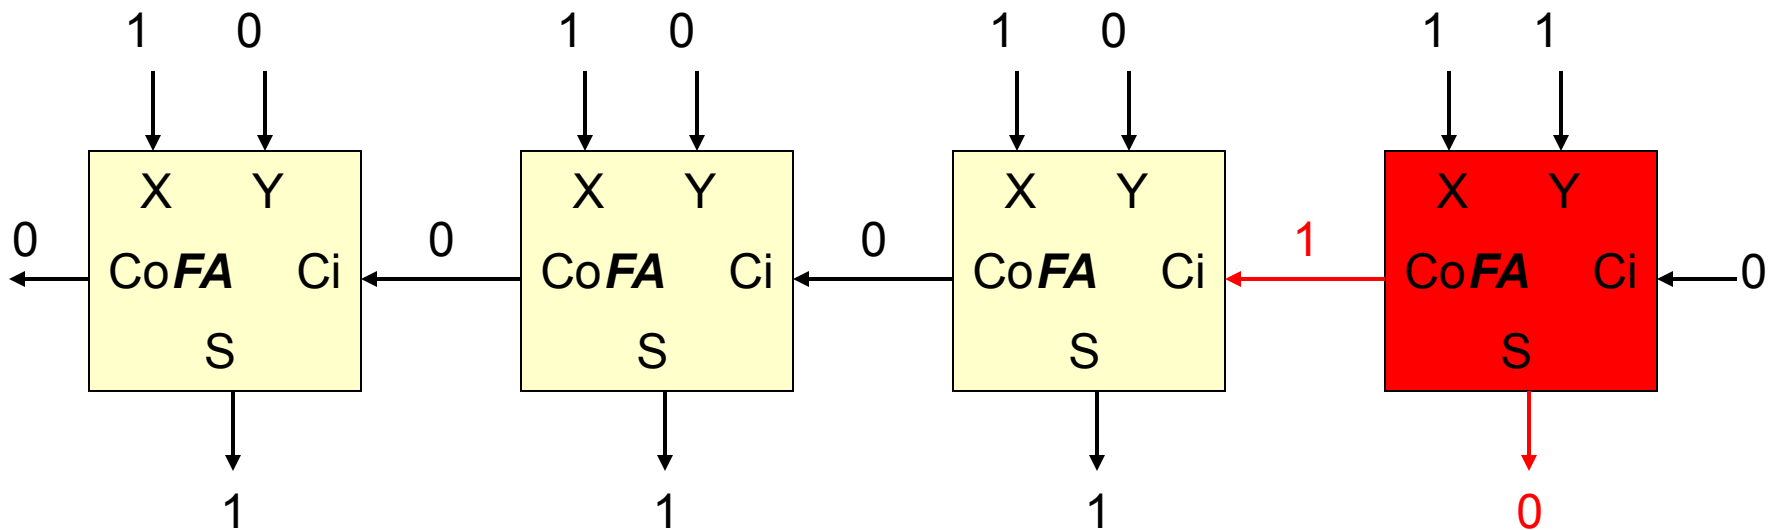 1 0 1 0 1 0 1 1
X Y X Y X Y X Y
0 0 0 1
Co FA Ci Co FA Ci Co FA Ci Co FA Ci 0
S S S S
1 1 1 0